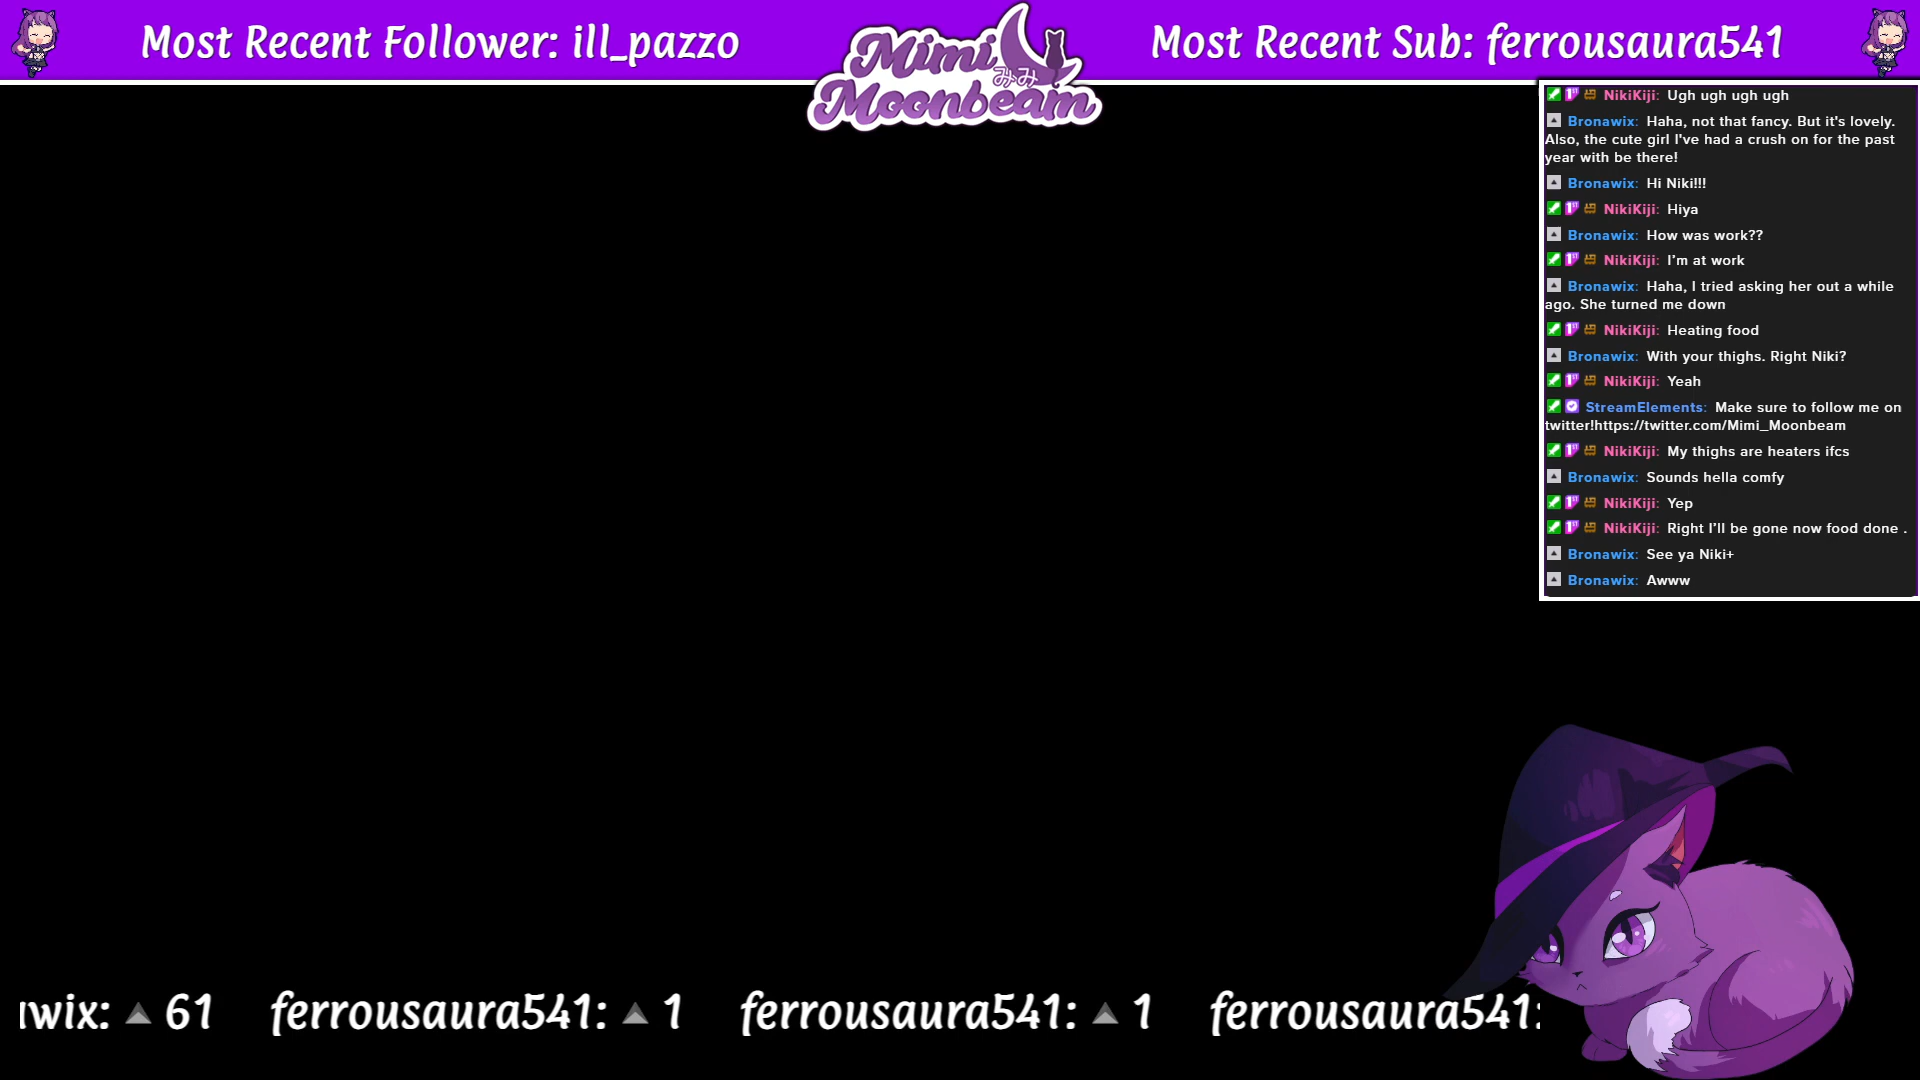 Most Recent Follower: ill_pazzo
Mimi
みみ
Moonbeam
Most Recent Sub: ferrousaura541
NikiKiji: Ugh ugh ugh ugh
Bronawix: Haha, not that fancy. But it's lovely.
Also, the cute girl I've had a crush on for the past
year with be there!
Bronawix: Hi Niki!!!
NikiKiji: Hiya
Bronawix: How was work??
NikiKiji: I'm at work
Bronawix: Haha, I tried asking her out a while
ago. She turned me down
NikiKiji: Heating food
Bronawix: With your thighs. Right Niki?
NikiKiji: Yeah
StreamElements: Make sure to follow me on
twitter!https://twitter.com/Mimi_Moonbeam
NikiKiji: My thighs are heaters ifcs
Bronawix: Sounds hella comfy
NikiKiji: Yep
NikiKiji: Right I'll be gone now food done .
Bronawix: See ya Niki+
Bronawix: Awww
wix: 61 ferrousaura541: 1 ferrousaura541: 1 ferrousaura541: